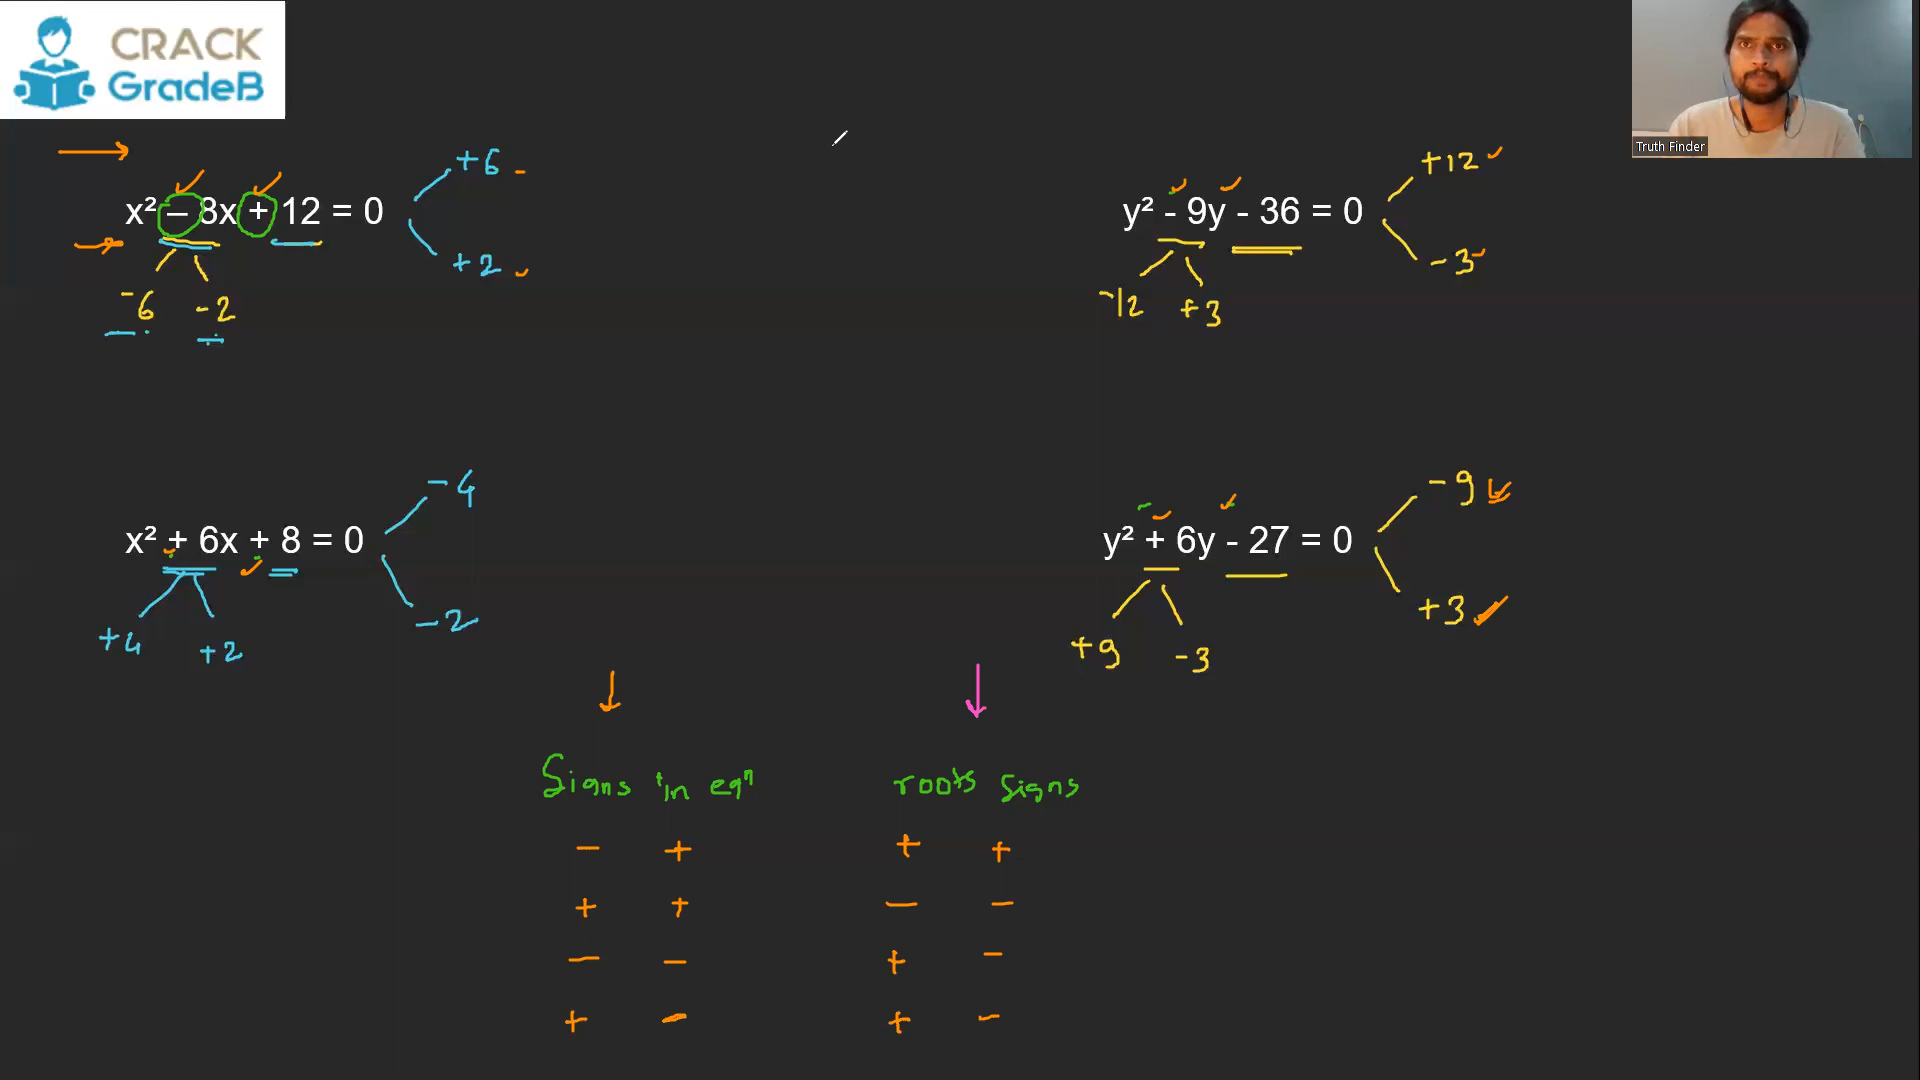 CRACK
GradeB
Truth Finder
x² – 8x + 12 = 0
+6
+2
-6 -2
y² - 9y - 36 = 0
+12
-3
-12 +3
x² + 6x + 8 = 0
-4
-2
+4 +2
y² + 6y - 27 = 0
-9
+3
+9 -3
Signs in eqⁿ roots signs
- + + +
+ + - -
- - + -
+ - + -